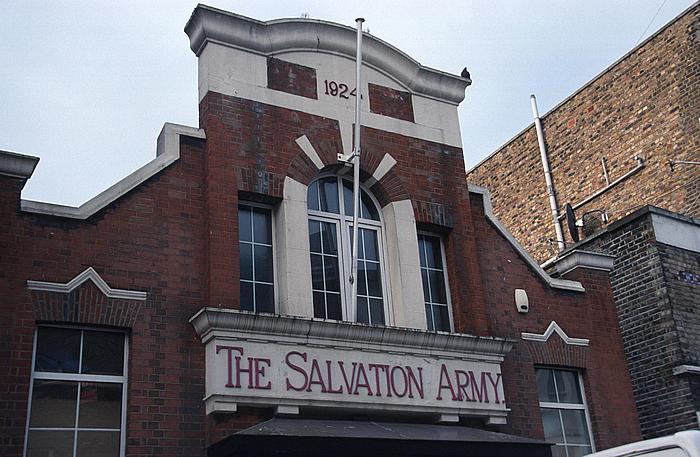 1924
THE SALVATION ARMY.